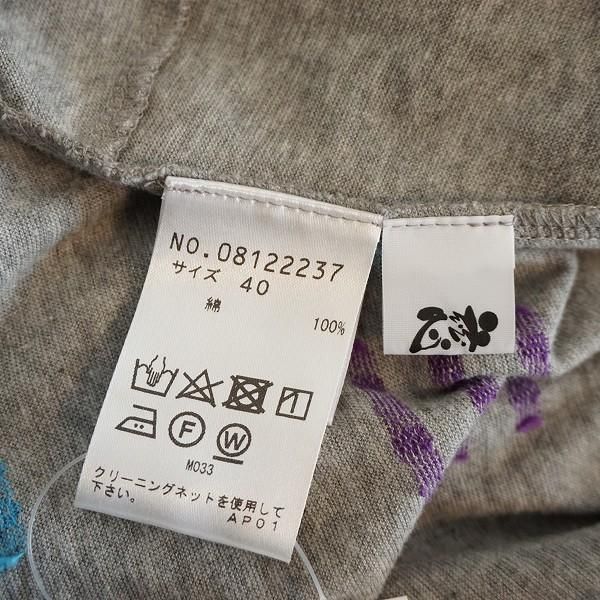 NO.08122237
サイズ 40
綿
100%
F W
M033
クリーニングネットを使用して
下さい。
AP01